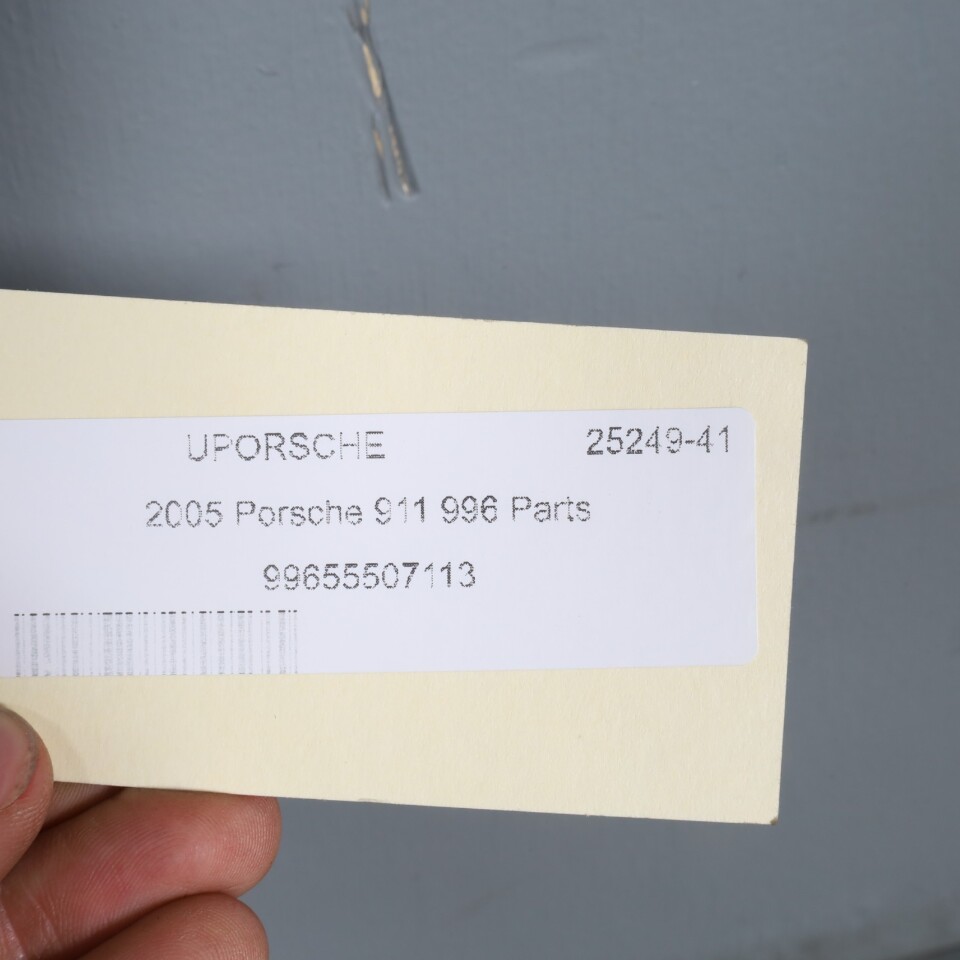 UPORSCHE 25249-41
2005 Porsche 911 996 Parts
99655507113